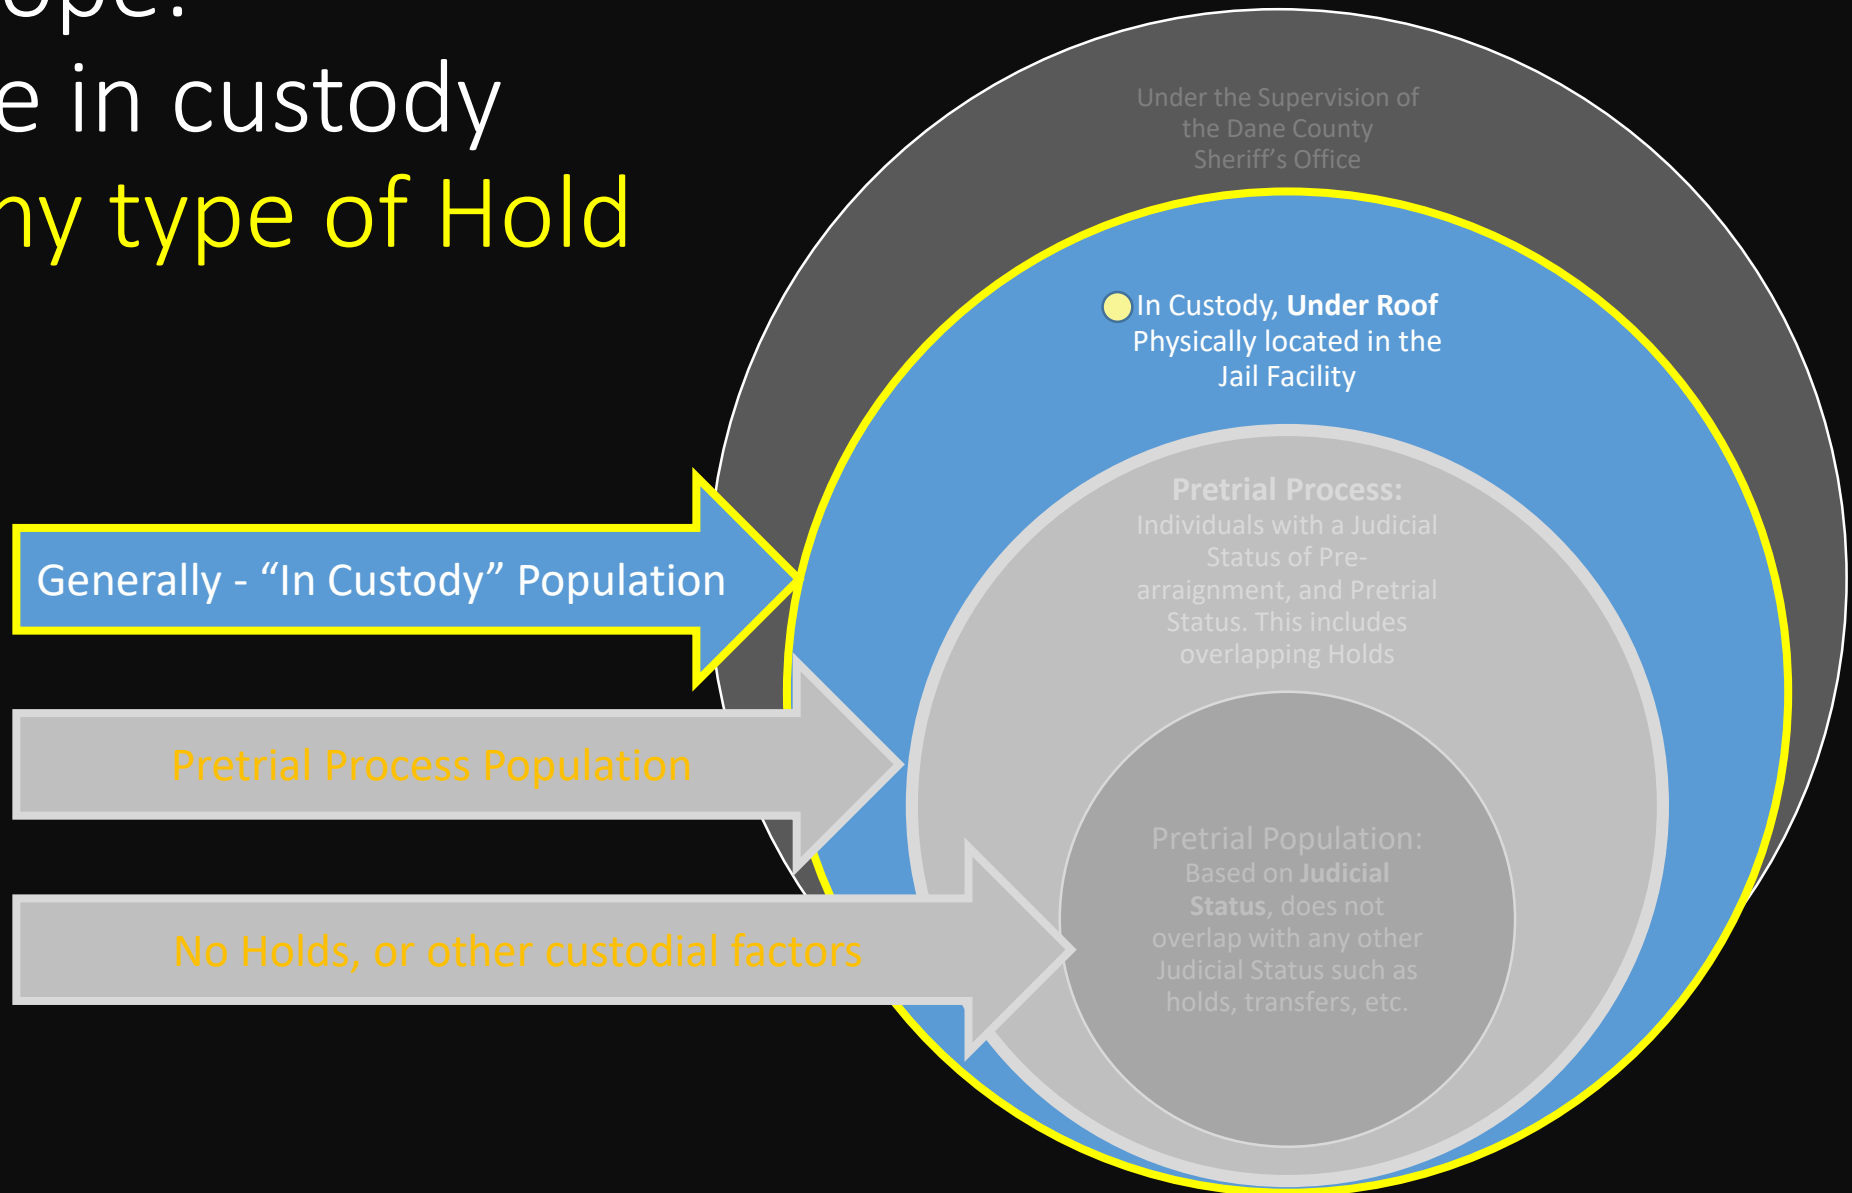 ope?
e in custody
ny type of Hold
Under the Supervision of
the Dane County
Sheriff's Office
In Custody, Under Roof
Physically located in the
Jail Facility
Pretrial Process:
Individuals with a Judicial
Status of Pre-
arraignment, and Pretrial
Status. This includes
overlapping Holds
Generally - “In Custody” Population
Pretrial Process Population
No Holds, or other custodial factors
Pretrial Population:
Based on Judicial
Status, does not
overlap with any other
Judicial Status such as
holds, transfers, etc.